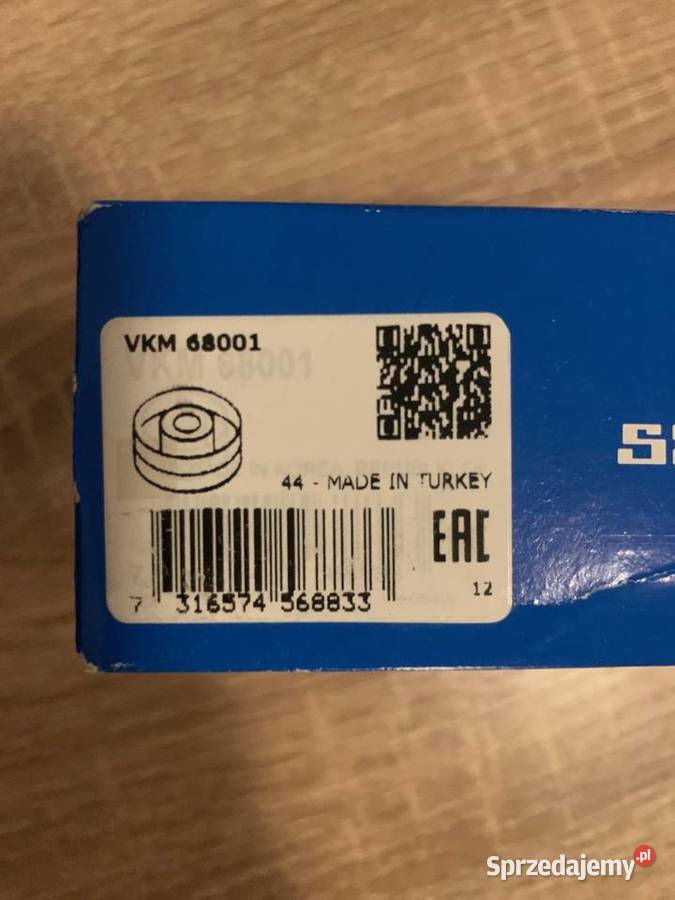 VKM 68001
VKM 68001
44 - MADE IN TURKEY
EAC
12
7 316574 568833
Sprzedajemy.pl